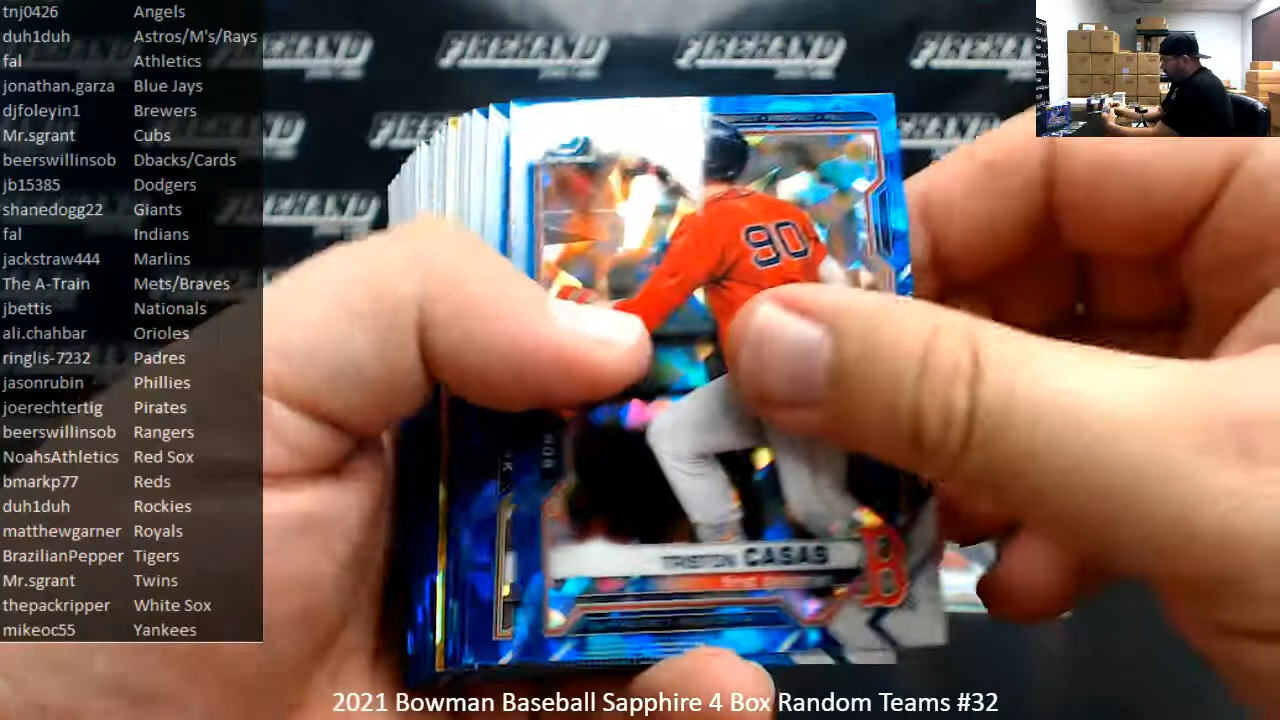 tnj0426 Angels
duh1duh Astros/M's/Rays
fal Athletics
jonathan.garza Blue Jays
djfoleyin1 Brewers
Mr.sgrant Cubs
beerswillinsob Dbacks/Cards
jb15385 Dodgers
shanedogg22 Giants
fal Indians
jackstraw444 Marlins
The A-Train Mets/Braves
jbettis Nationals
ali.chahbar Orioles
ringlis-7232 Padres
jasonrubin Phillies
joerechtertig Pirates
beerswillinsob Rangers
NoahsAthletics Red Sox
bmarkp77 Reds
duh1duh Rockies
matthewgarner Royals
BrazilianPepper Tigers
Mr.sgrant Twins
thepackripper White Sox
mikeoc55 Yankees
FIREHAND FIREHAND FIREHAND
FIREHAND
90
TRISTON CASAS
B
2021 Bowman Baseball Sapphire 4 Box Random Teams #32